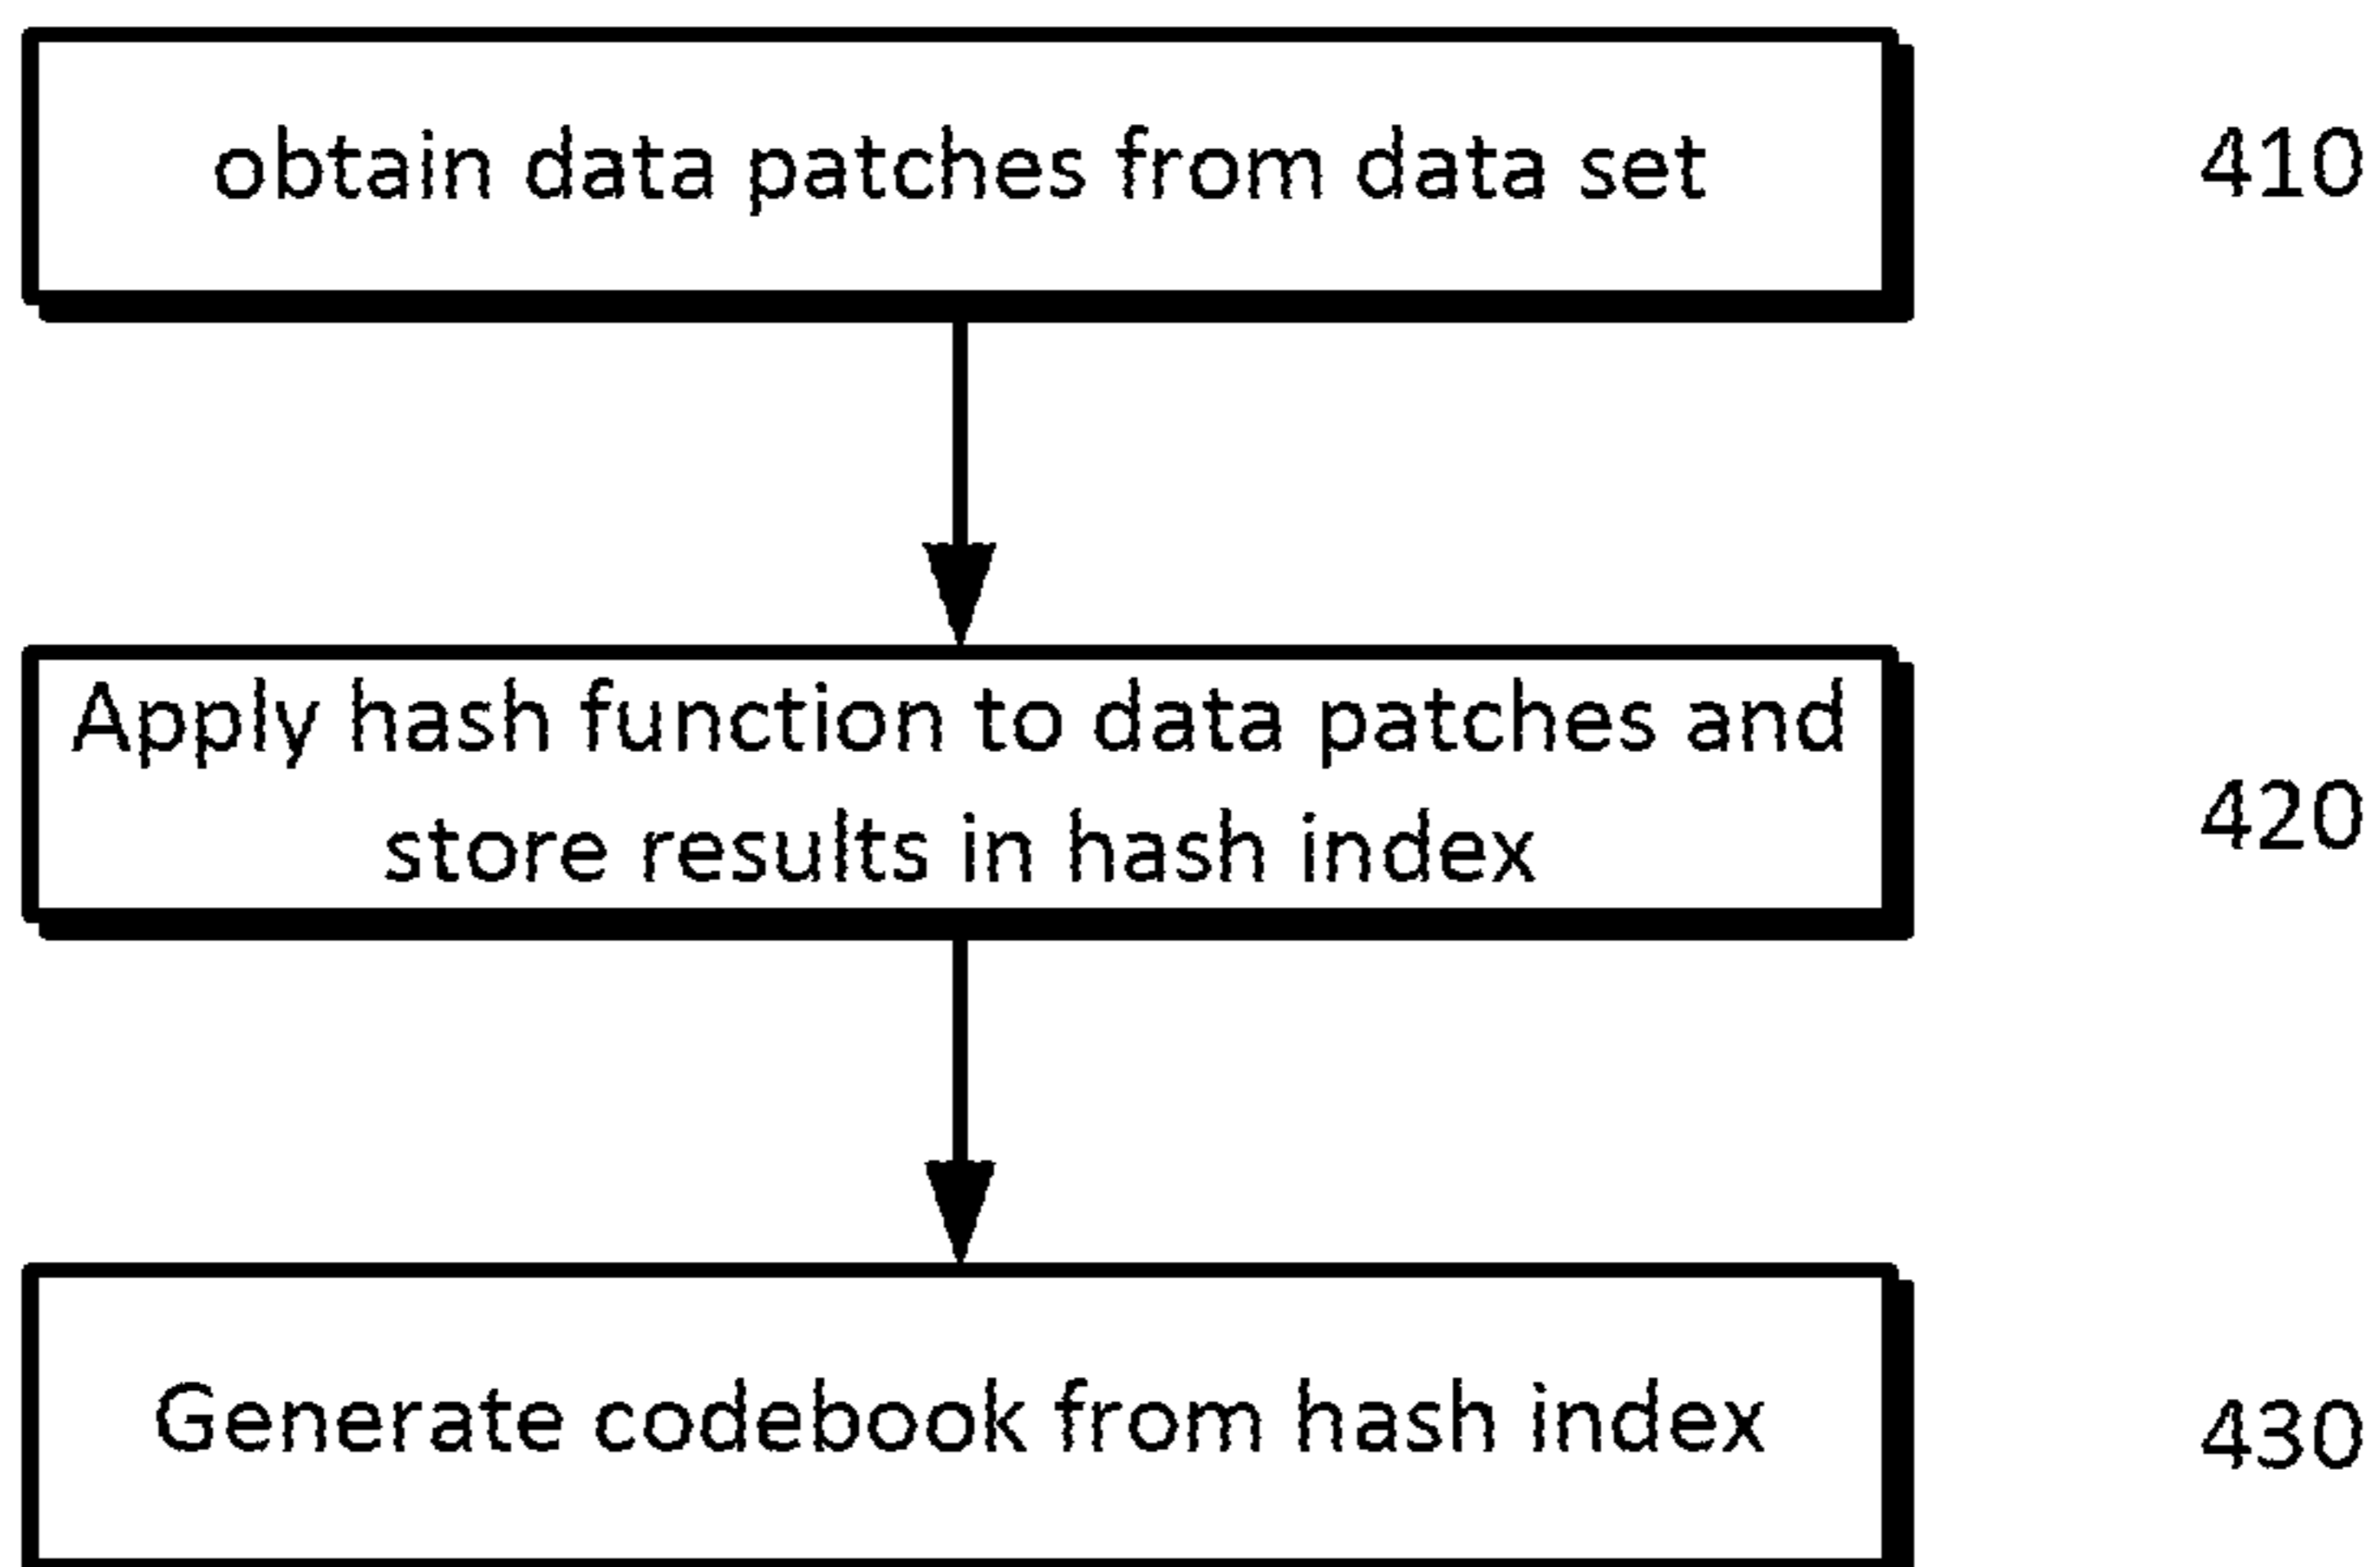 obtain data patches from data set
410
Apply hash function to data patches and
store results in hash index
420
Generate codebook from hash index
430